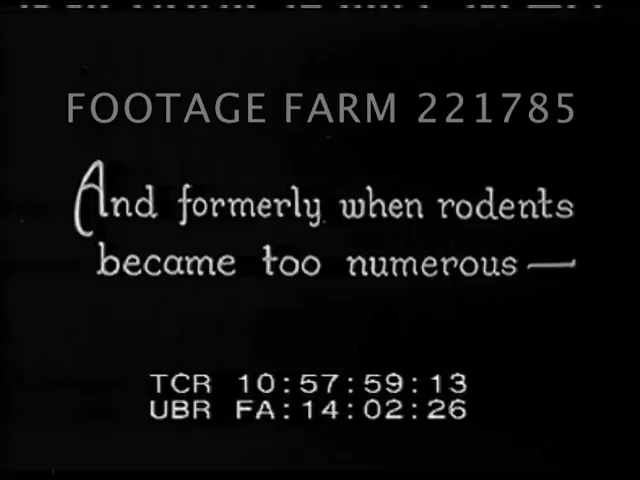 FOOTAGE FARM 221785
And formerly when rodents
became too numerous —
TCR 10:57:59:13
UBR FA:14:02:26